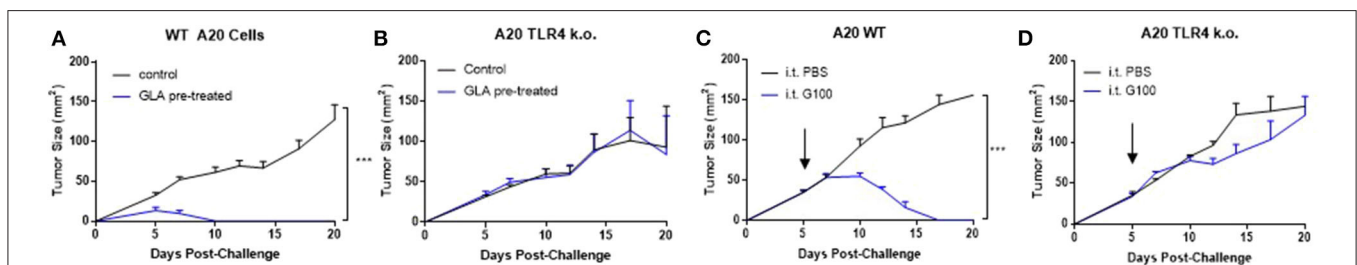 A
WT A20 Cells
Tumor Size (mm²)
200
150
100
50
0
control
GLA pre-treated
***
0
5
10
15
20
Days Post-Challenge
B
A20 TLR4 k.o.
Tumor Size (mm²)
200
150
100
50
0
Control
GLA pre-treated
0
5
10
15
20
Days Post-Challenge
C
A20 WT
Tumor Size (mm²)
200
150
100
50
0
i.t. PBS
i.t. G100
***
0
5
10
15
20
Days Post-Challenge
D
A20 TLR4 k.o.
Tumor Size (mm²)
200
150
100
50
0
i.t. PBS
i.t. G100
0
5
10
15
20
Days Post-Challenge